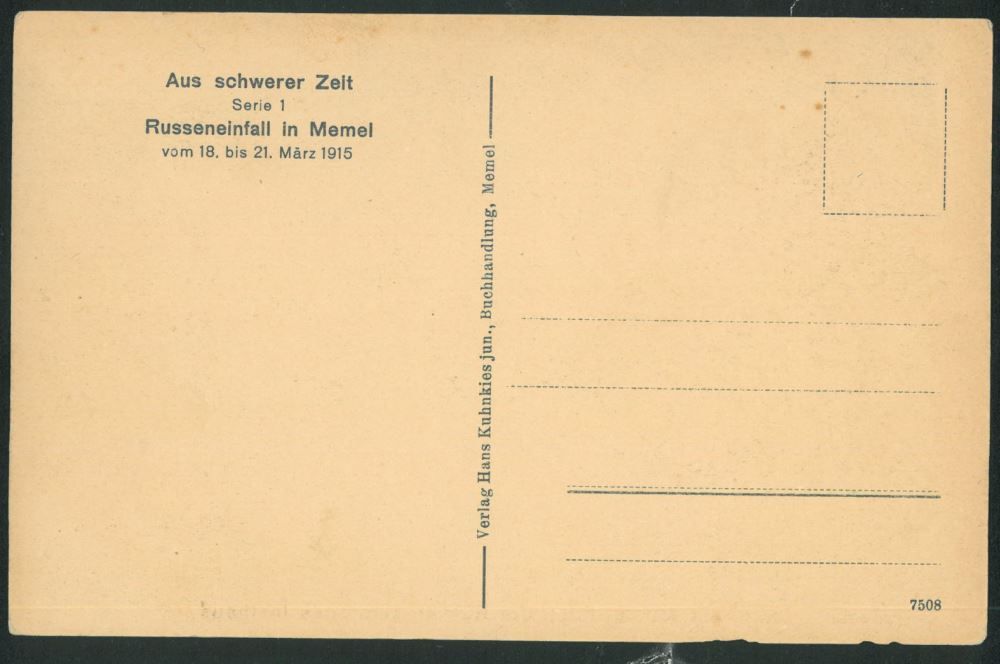 Aus schwerer Zeit
Serie 1
Russeneinfall in Memel
vom 18. bis 21. März 1915
Verlag Hans Kuhnkies jun., Buchhandlung, Memel
7508